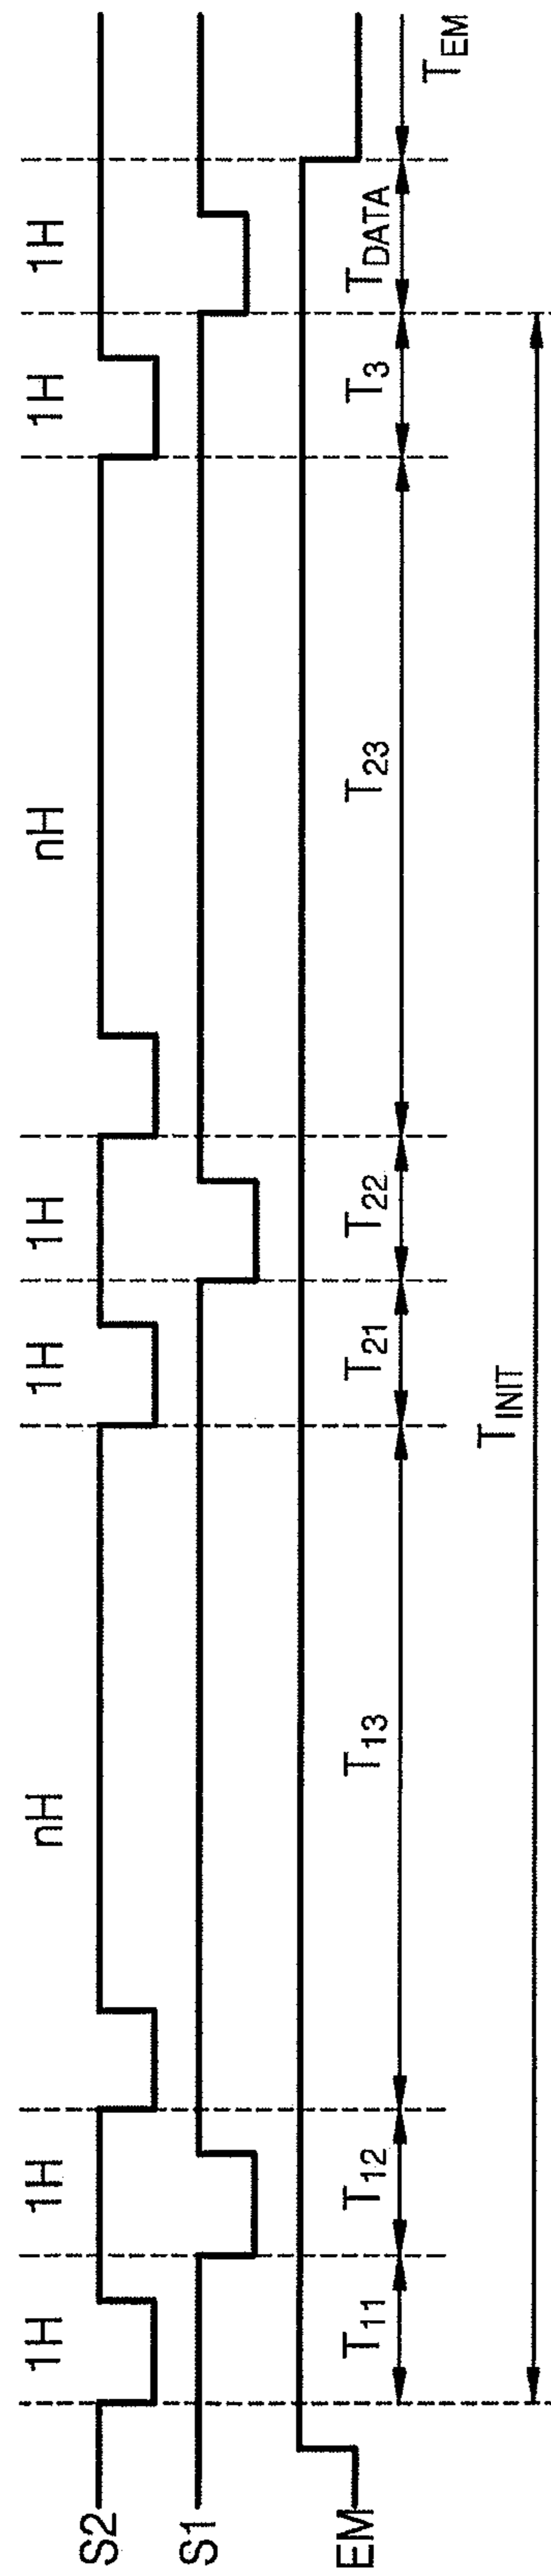 1H 1H nH 1H 1H nH 1H 1H
S2
S1
EM
T11 T12 T13 T21 T22 T23 T3 TDATA
TEM
TINIT